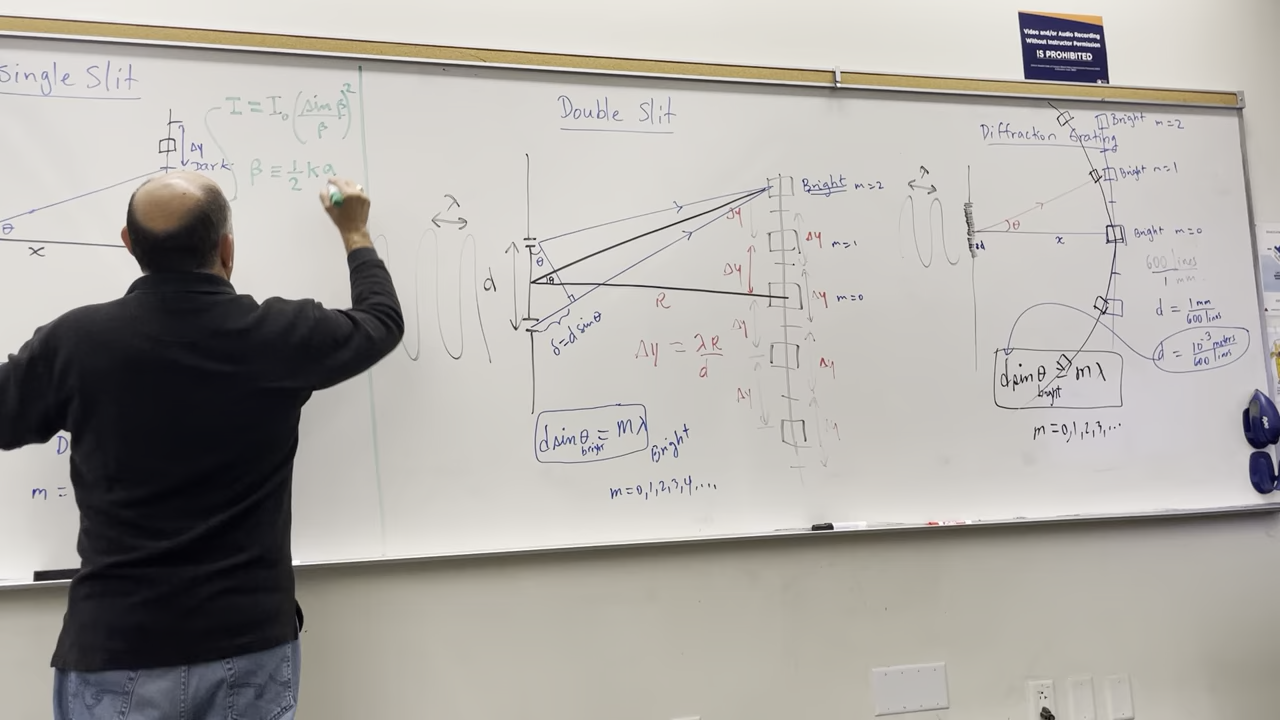 Video and/or Audio Recording
Without Instructor Permission
IS PROHIBITED
Single Slit
I = I₀ (sin β / β)²
β ≡ 1/2 k a
Δy
Dark
θ
x
D
m =
Double Slit
λ
d
θ
θ
δ = d sin θ
R
Δy = λR / d
Bright m=2
Δy
Δy
m=1
Δy
Δy
m=0
Δy
Δy
Δy
d sin θ bright = mλ
Bright
m=0,1,2,3,4,...
Diffraction Grating
λ
d
θ
x
Bright m=2
Bright m=1
Bright m=0
600 lines / 1 mm
d = 1 mm / 600 lines
d = 10⁻³ meters / 600 lines
d sin θ bright = mλ
m=0,1,2,3,...